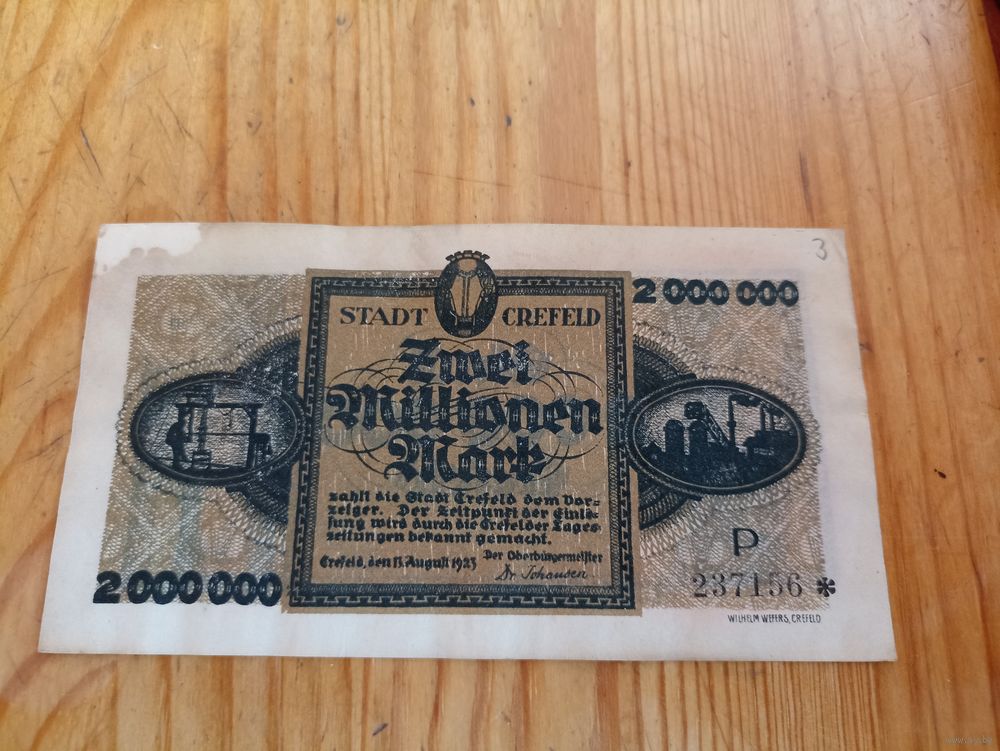 3
2 000 000
STADT CREFELD
Zwei
Millionen
Mark
zahlt die Stadt Crefeld dem Vor=
zeiger. Der Zeitpunkt der Einlö=
sung wird durch die Crefelder Tages
zeitungen bekannt gemacht.
Crefeld, den 13. August 1923 Der Oberbürgermeister
Dr. Johansen
P
2 000 000
237156 *
WILHELM WEFERS, CREFELD